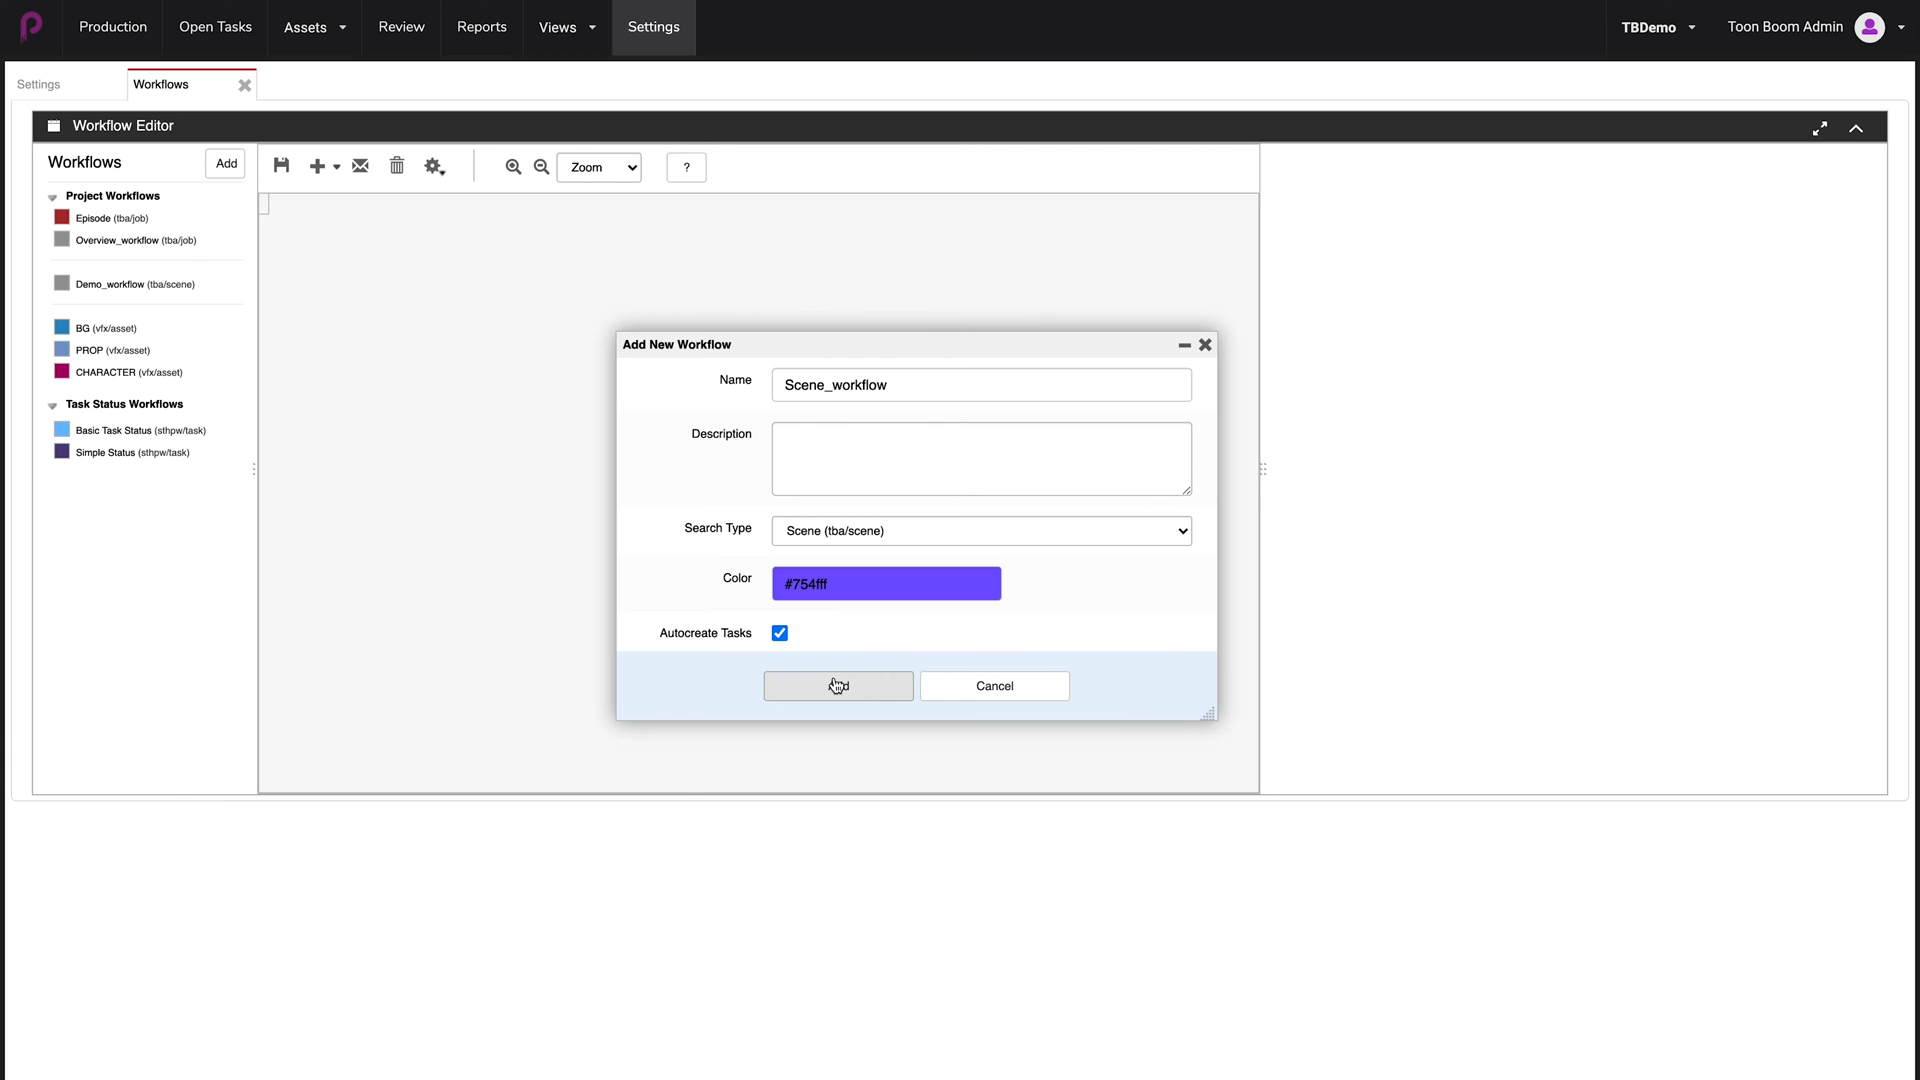 Production
Open Tasks
Assets
Review
Reports
Views
Settings
TBDemo
Toon Boom Admin
Settings
Workflows
Workflow Editor
Workflows
Add
Zoom
?
Project Workflows
Episode (tba/job)
Overview_workflow (tba/job)
Demo_workflow (tba/scene)
BG (vfx/asset)
PROP (vfx/asset)
CHARACTER (vfx/asset)
Task Status Workflows
Basic Task Status (sthpw/task)
Simple Status (sthpw/task)
Add New Workflow
Name
Scene_workflow
Description
Search Type
Scene (tba/scene)
Color
#754fff
Autocreate Tasks
Cancel